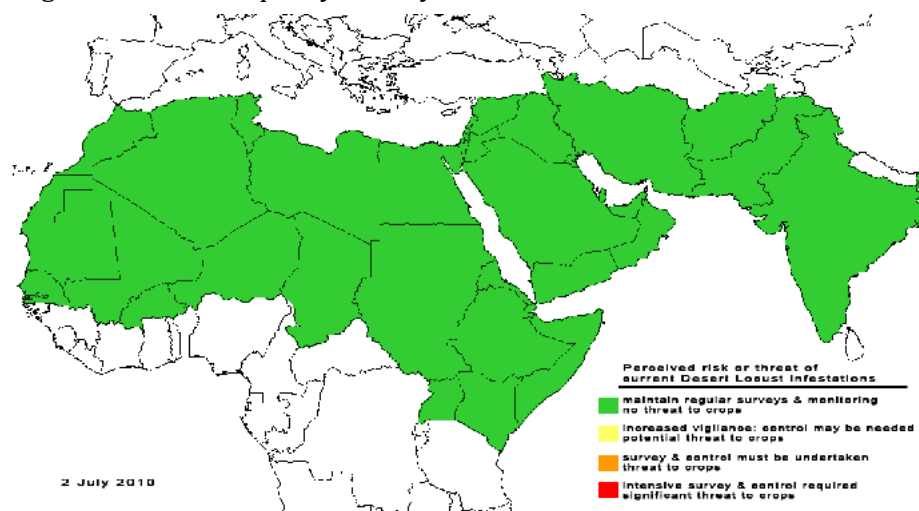 Perceived risk or threat of
current Desert Locust infestations
maintain regular surveys & monitoring
no threat to crops
increased vigilance; control may be needed
potential threat to crops
survey & control must be undertaken
threat to crops
intensive survey & control required
significant threat to crops
2 July 2010